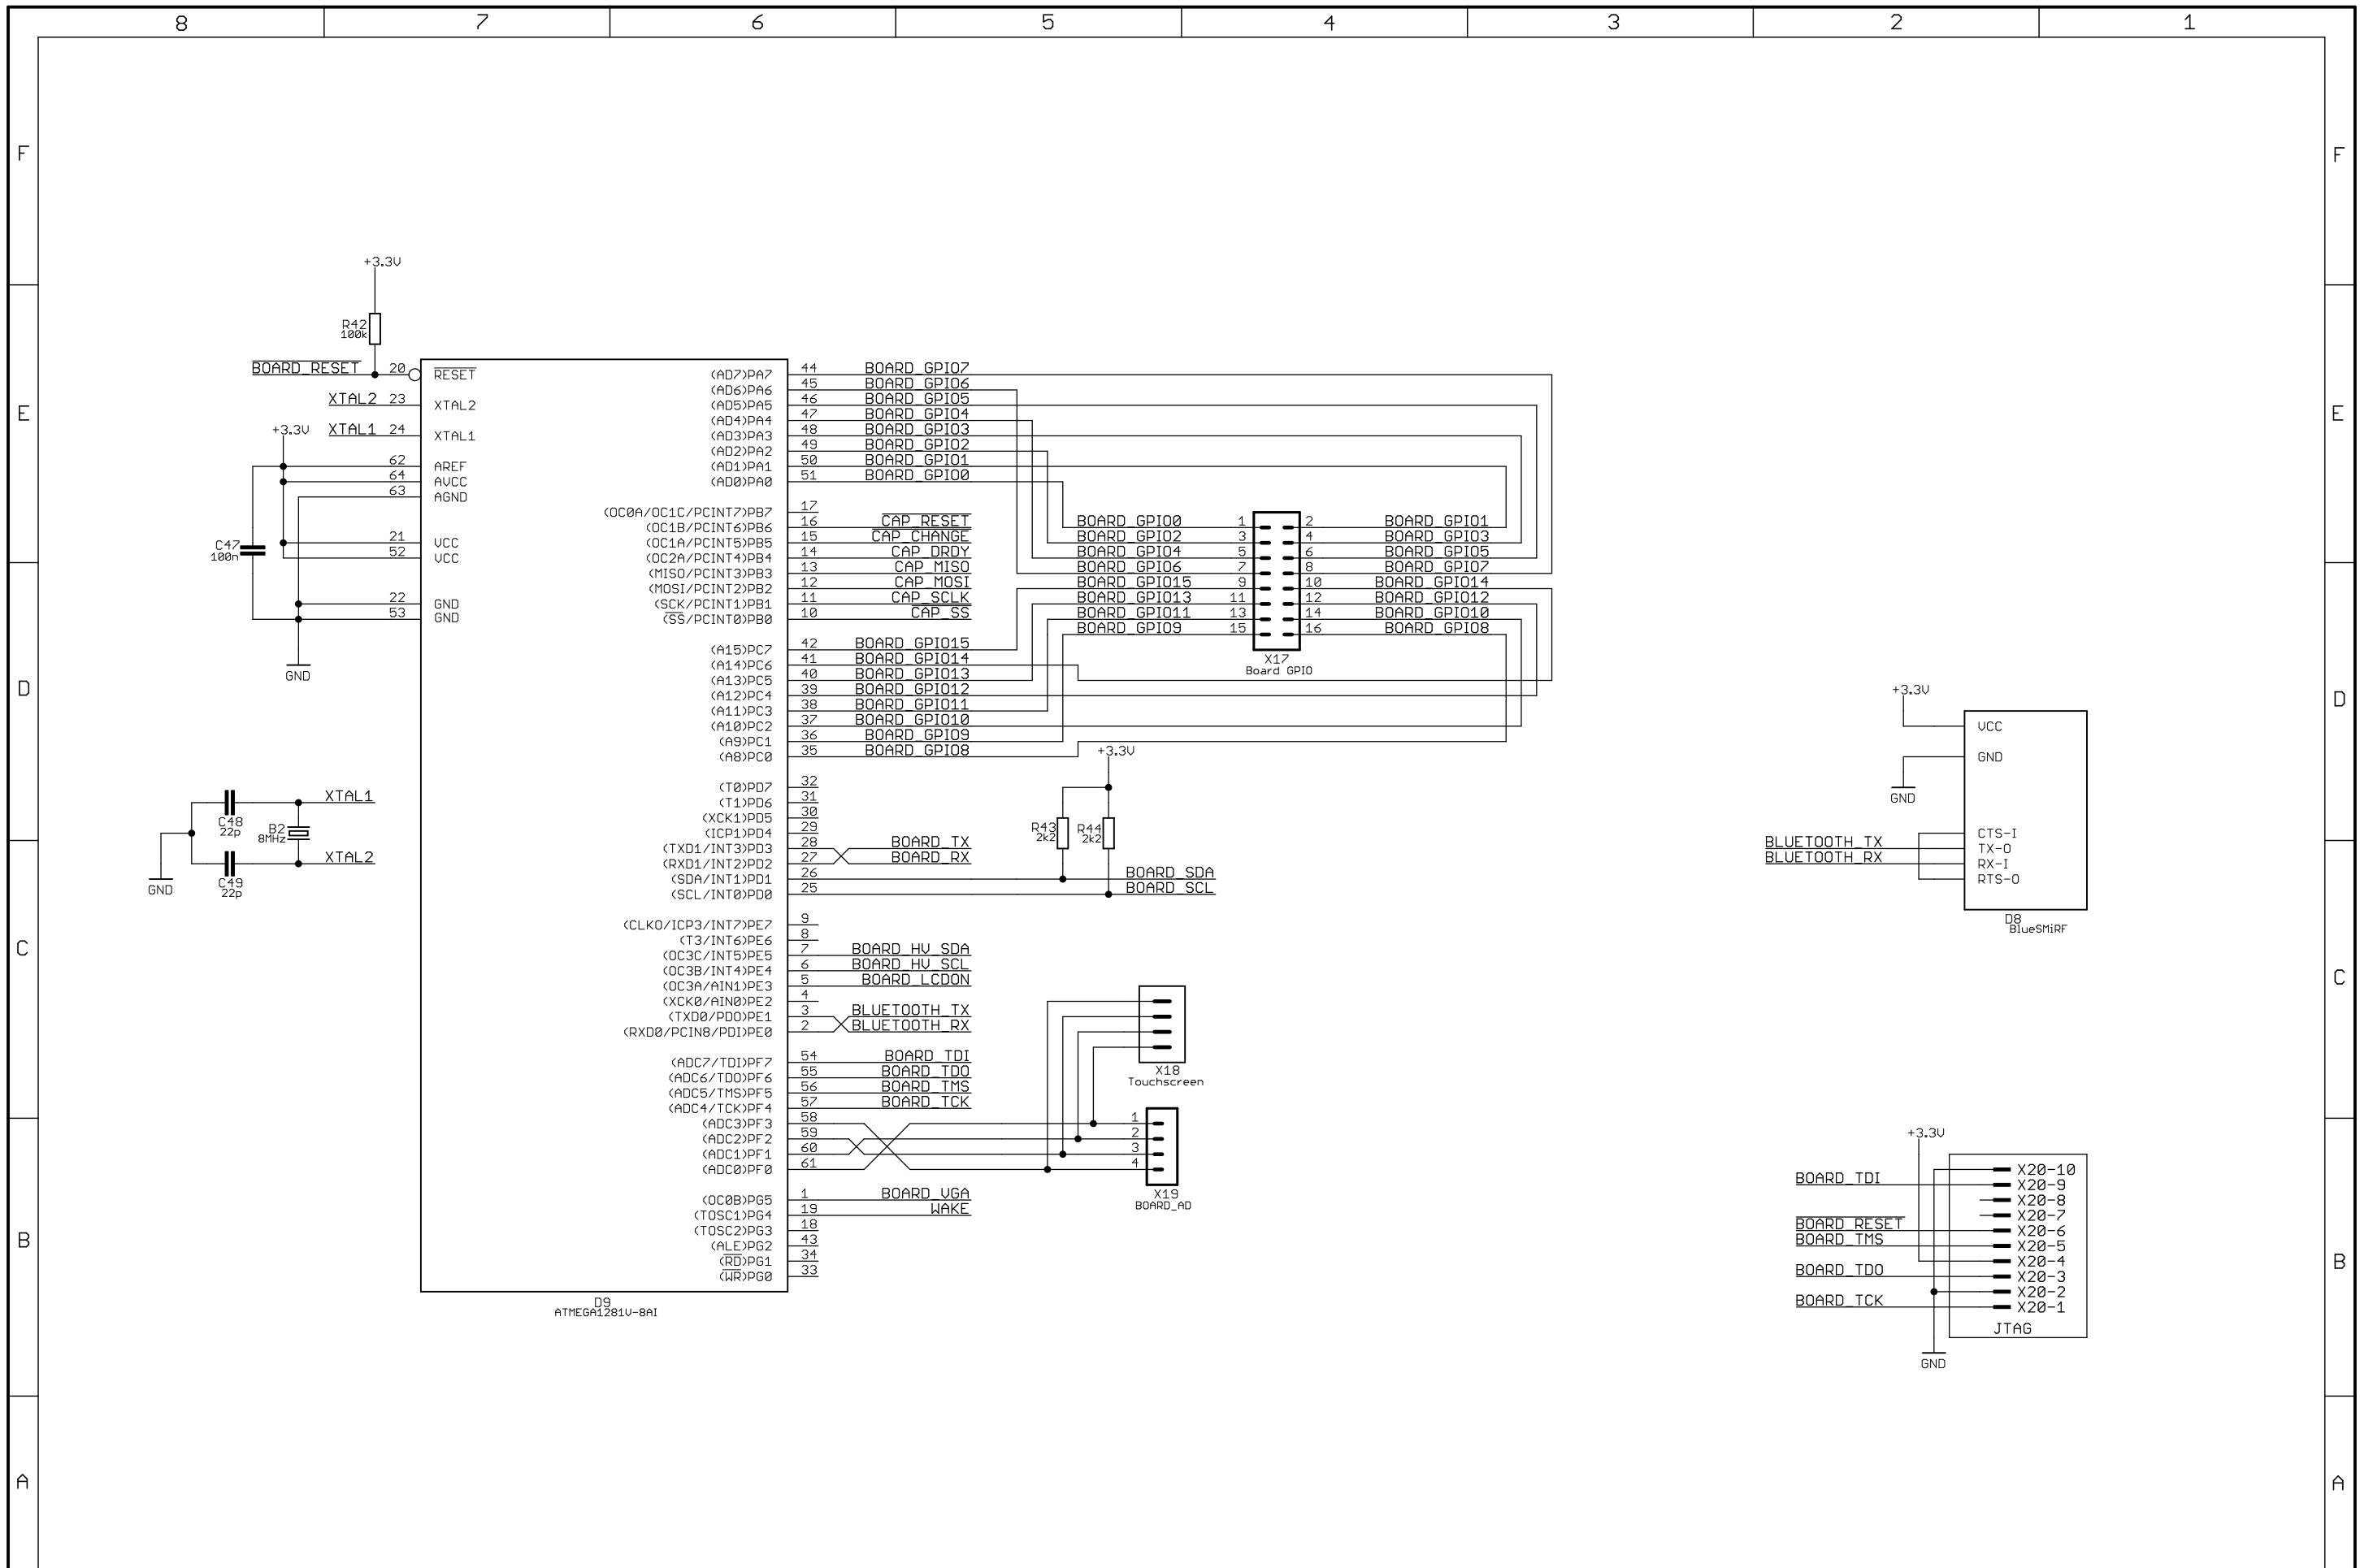 8 7 6 5 4 3 2 1
F F
E E
D D
C C
B B
A A
+3.3V
R42
100k
BOARD_RESET 20 RESET
XTAL2 23 XTAL2
XTAL1 24 XTAL1
+3.3V
62 AREF
64 AVCC
63 AGND
C47
100n
21 VCC
52 VCC
22 GND
53 GND
GND
XTAL1
C48
22p
B2
8MHz
XTAL2
C49
22p
GND
(AD7)PA7 44 BOARD_GPIO7
(AD6)PA6 45 BOARD_GPIO6
(AD5)PA5 46 BOARD_GPIO5
(AD4)PA4 47 BOARD_GPIO4
(AD3)PA3 48 BOARD_GPIO3
(AD2)PA2 49 BOARD_GPIO2
(AD1)PA1 50 BOARD_GPIO1
(AD0)PA0 51 BOARD_GPIO0
(OC0A/OC1C/PCINT7)PB7 17
(OC1B/PCINT6)PB6 16 CAP_RESET
(OC1A/PCINT5)PB5 15 CAP_CHANGE
(OC2A/PCINT4)PB4 14 CAP_DRDY
(MISO/PCINT3)PB3 13 CAP_MISO
(MOSI/PCINT2)PB2 12 CAP_MOSI
(SCK/PCINT1)PB1 11 CAP_SCLK
(SS/PCINT0)PB0 10 CAP_SS
(A15)PC7 42 BOARD_GPIO15
(A14)PC6 41 BOARD_GPIO14
(A13)PC5 40 BOARD_GPIO13
(A12)PC4 39 BOARD_GPIO12
(A11)PC3 38 BOARD_GPIO11
(A10)PC2 37 BOARD_GPIO10
(A9)PC1 36 BOARD_GPIO9
(A8)PC0 35 BOARD_GPIO8
(T0)PD7 32
(T1)PD6 31
(XCK1)PD5 30
(ICP1)PD4 29
(TXD1/INT3)PD3 28 BOARD_TX
(RXD1/INT2)PD2 27 BOARD_RX
(SDA/INT1)PD1 26 BOARD_SDA
(SCL/INT0)PD0 25 BOARD_SCL
(CLKO/ICP3/INT7)PE7 9
(T3/INT6)PE6 8
(OC3C/INT5)PE5 7 BOARD_HV_SDA
(OC3B/INT4)PE4 6 BOARD_HV_SCL
(OC3A/AIN1)PE3 5 BOARD_LCDON
(XCK0/AIN0)PE2 4
(TXD0/PDO)PE1 3 BLUETOOTH_TX
(RXD0/PCIN8/PDI)PE0 2 BLUETOOTH_RX
(ADC7/TDI)PF7 54 BOARD_TDI
(ADC6/TDO)PF6 55 BOARD_TDO
(ADC5/TMS)PF5 56 BOARD_TMS
(ADC4/TCK)PF4 57 BOARD_TCK
(ADC3)PF3 58
(ADC2)PF2 59
(ADC1)PF1 60
(ADC0)PF0 61
(OC0B)PG5 1 BOARD_VGA
(TOSC1)PG4 19 WAKE
(TOSC2)PG3 18
(ALE)PG2 43
(RD)PG1 34
(WR)PG0 33
D9
ATMEGA1281V-8AI
BOARD_GPIO0 1 2 BOARD_GPIO1
BOARD_GPIO2 3 4 BOARD_GPIO3
BOARD_GPIO4 5 6 BOARD_GPIO5
BOARD_GPIO6 7 8 BOARD_GPIO7
BOARD_GPIO15 9 10 BOARD_GPIO14
BOARD_GPIO13 11 12 BOARD_GPIO12
BOARD_GPIO11 13 14 BOARD_GPIO10
BOARD_GPIO9 15 16 BOARD_GPIO8
X17
Board GPIO
+3.3V
R43
2k2
R44
2k2
X18
Touchscreen
1
2
3
4
X19
BOARD_AD
+3.3V
VCC
GND
GND
CTS-I
BLUETOOTH_TX TX-O
BLUETOOTH_RX RX-I
RTS-O
D8
BlueSMiRF
+3.3V
X20-10
BOARD_TDI X20-9
X20-8
X20-7
BOARD_RESET X20-6
BOARD_TMS X20-5
X20-4
BOARD_TDO X20-3
X20-2
BOARD_TCK X20-1
JTAG
GND
8 7 6 5 4 3 2 1